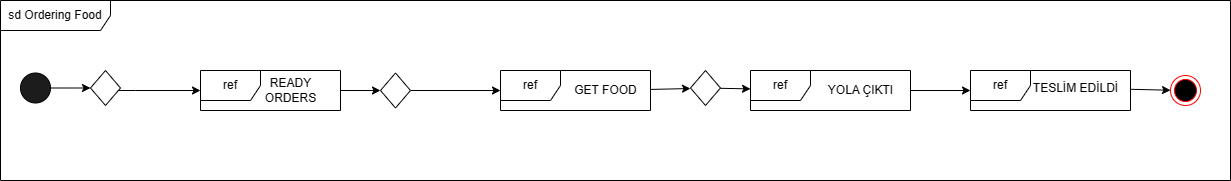 sd Ordering Food
ref
READY
ORDERS
ref
GET FOOD
ref
YOLA ÇIKTI
ref
TESLİM EDİLDİ